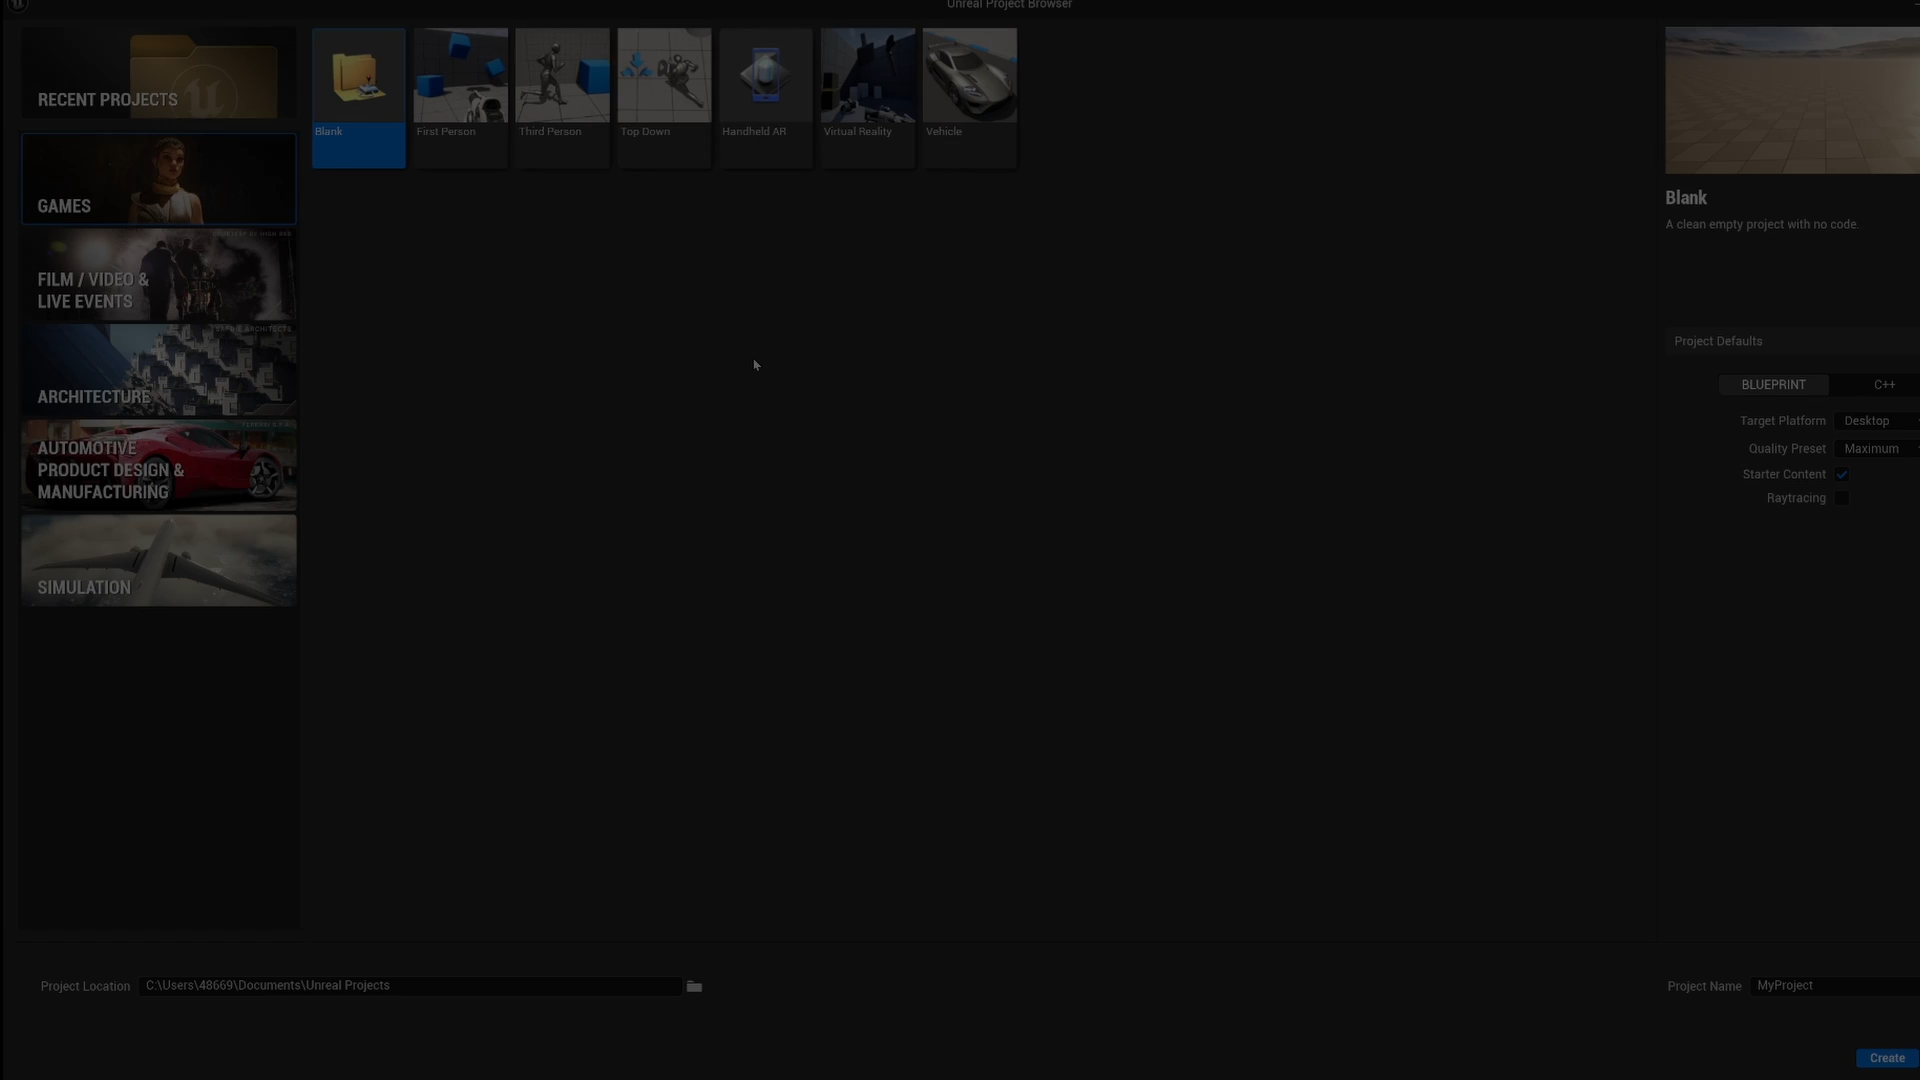 Unreal Project Browser
RECENT PROJECTS
GAMES
FILM / VIDEO &
LIVE EVENTS
ARCHITECTURE
AUTOMOTIVE
PRODUCT DESIGN &
MANUFACTURING
SIMULATION
Blank
First Person
Third Person
Top Down
Handheld AR
Virtual Reality
Vehicle
Blank
A clean empty project with no code.
Project Defaults
BLUEPRINT
C++
Target Platform
Desktop
Quality Preset
Maximum
Starter Content
Raytracing
Project Location
C:\Users\48669\Documents\Unreal Projects
Project Name
MyProject
Create